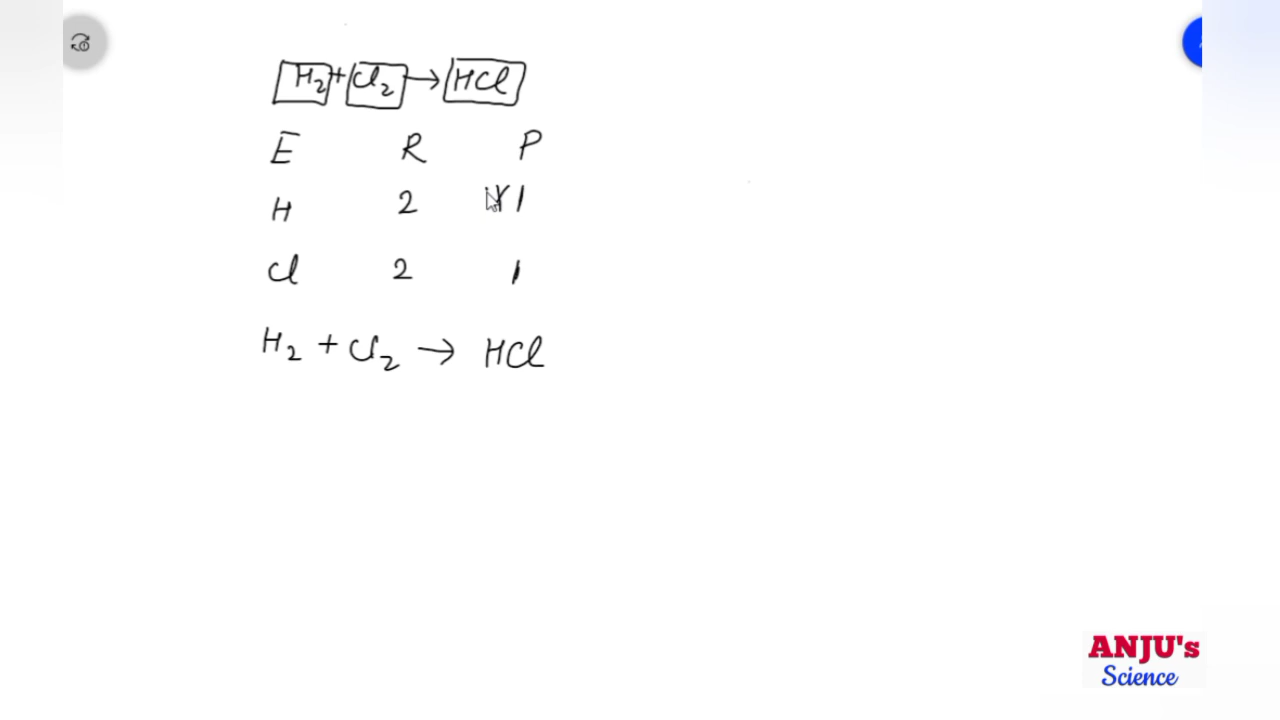 H₂ + Cl₂ → HCl
E R P
H 2 1
Cl 2 1
H₂ + Cl₂ → HCl
ANJU's
Science